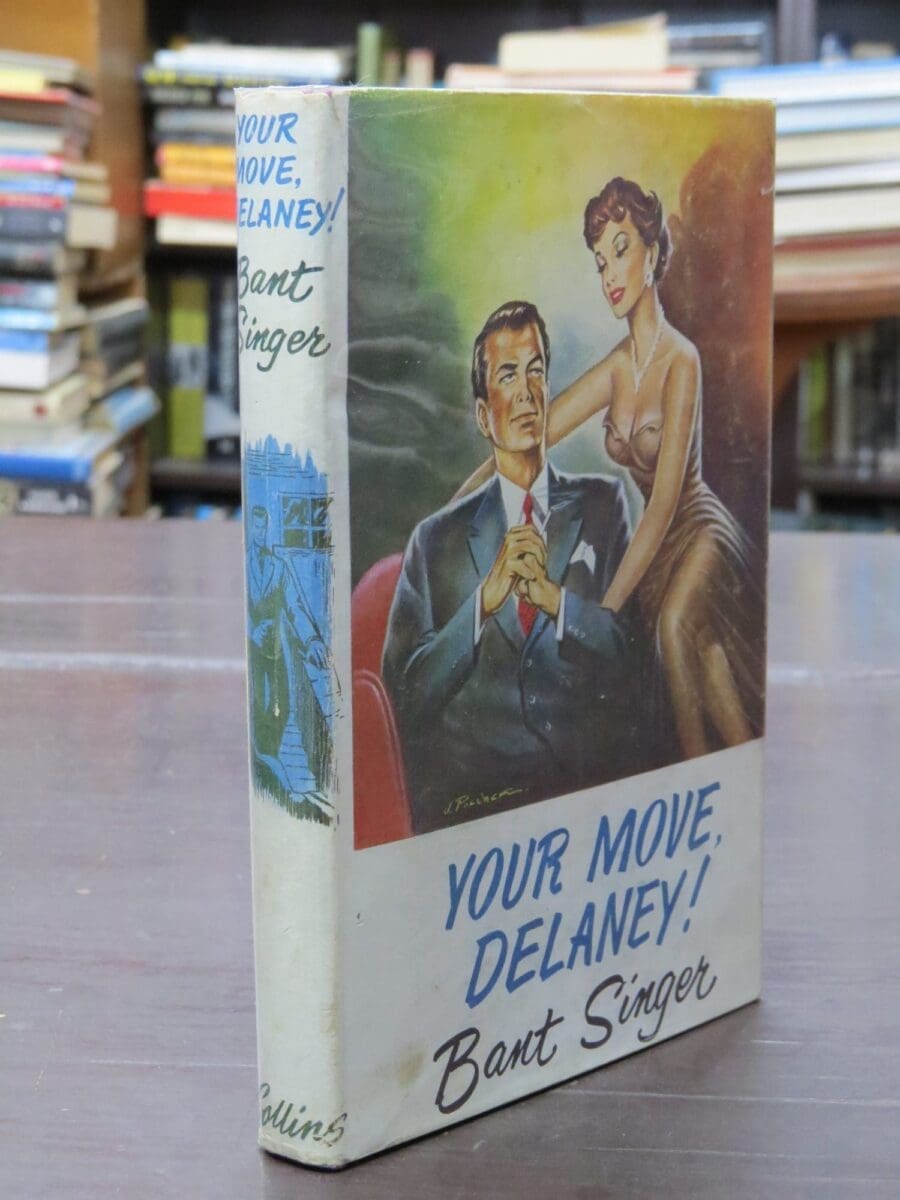 YOUR
MOVE,
DELANEY!
Bant
Singer
Collins
YOUR MOVE,
DELANEY!
Bant Singer